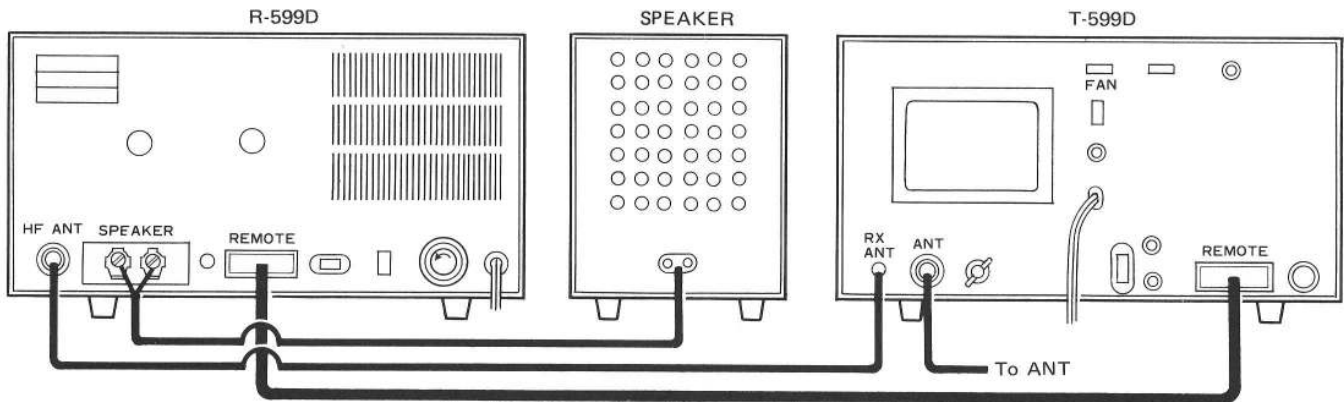 R-599D
SPEAKER
T-599D
FAN
HF ANT
SPEAKER
REMOTE
RX
ANT
ANT
REMOTE
To ANT